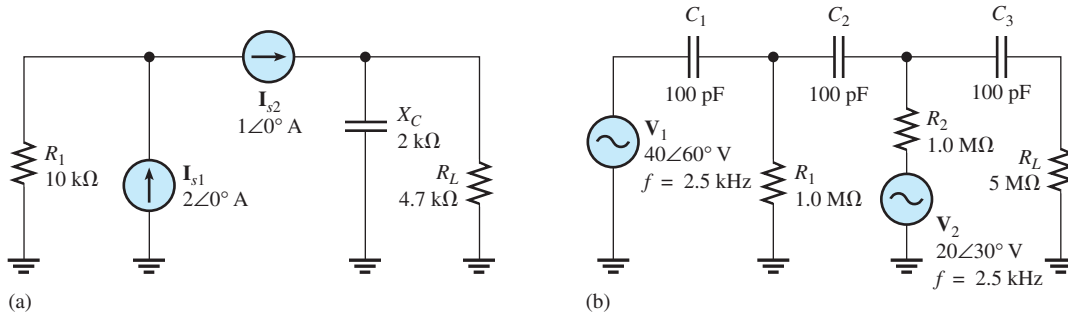 R1
10 kΩ
Is1
2∠0° A
Is2
1∠0° A
XC
2 kΩ
RL
4.7 kΩ
(a)
C1
100 pF
C2
100 pF
C3
100 pF
V1
40∠60° V
f = 2.5 kHz
R1
1.0 MΩ
R2
1.0 MΩ
V2
20∠30° V
f = 2.5 kHz
RL
5 MΩ
(b)